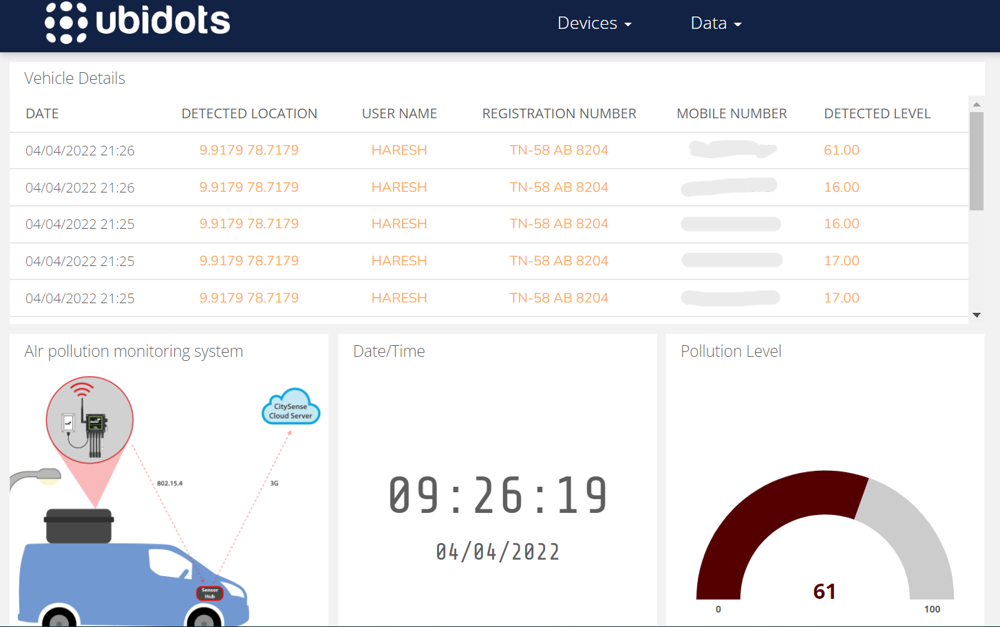 ubidots Devices Data
Vehicle Details
DATE DETECTED LOCATION USER NAME REGISTRATION NUMBER MOBILE NUMBER DETECTED LEVEL
04/04/2022 21:26 9.9179 78.7179 HARESH TN-58 AB 8204 61.00
04/04/2022 21:26 9.9179 78.7179 HARESH TN-58 AB 8204 16.00
04/04/2022 21:25 9.9179 78.7179 HARESH TN-58 AB 8204 16.00
04/04/2022 21:25 9.9179 78.7179 HARESH TN-58 AB 8204 17.00
04/04/2022 21:25 9.9179 78.7179 HARESH TN-58 AB 8204 17.00
AIr pollution monitoring system
CitySense
Cloud Server
802.15.4
3G
Sensor
Hub
Date/Time
09:26:19
04/04/2022
Pollution Level
61
0 100